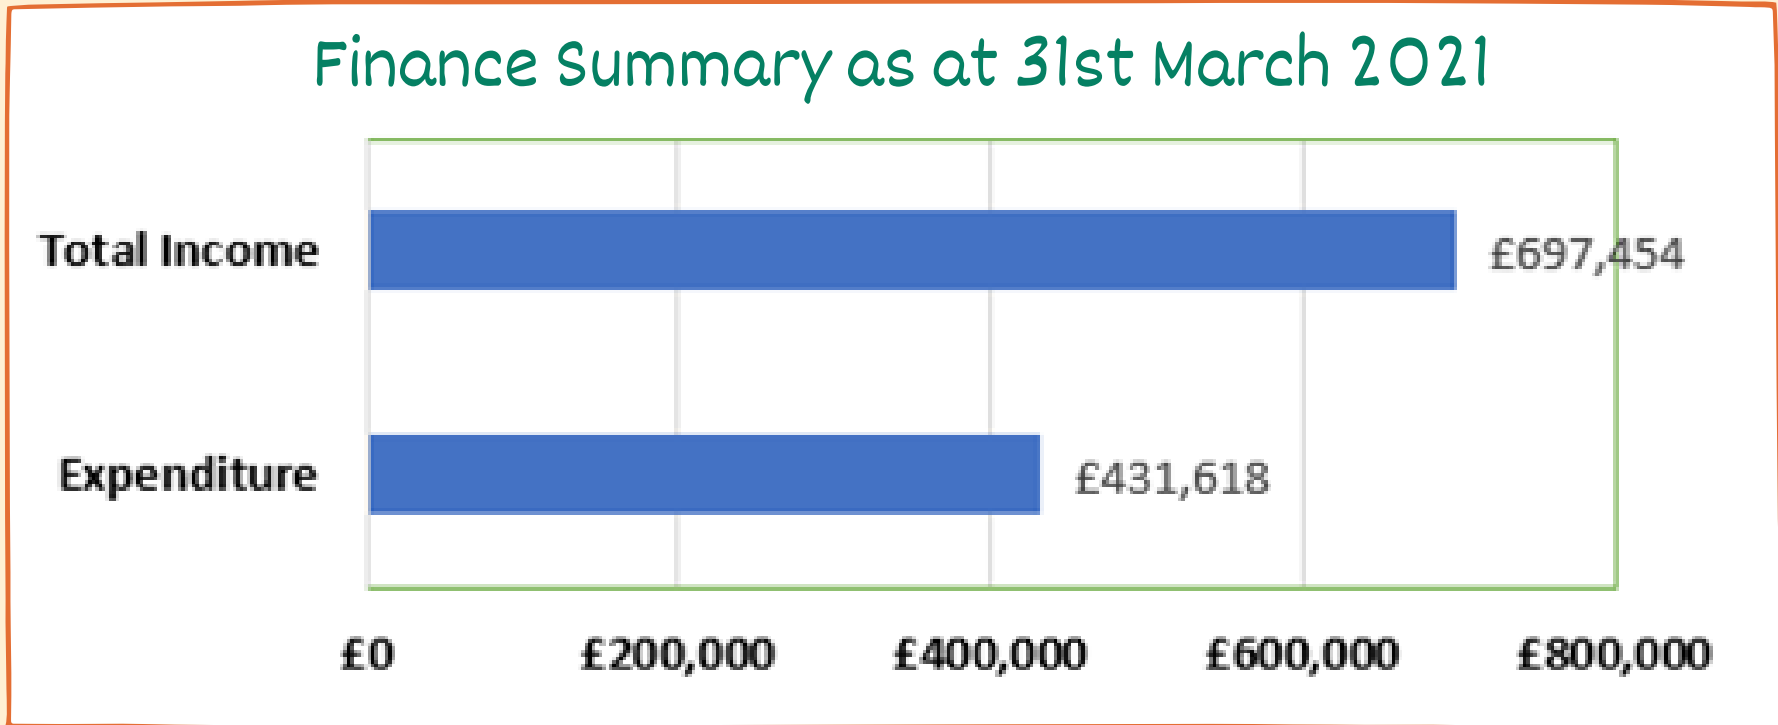 Finance Summary as at 31st March 2021
Total Income £697,454
Expenditure £431,618
£0 £200,000 £400,000 £600,000 £800,000